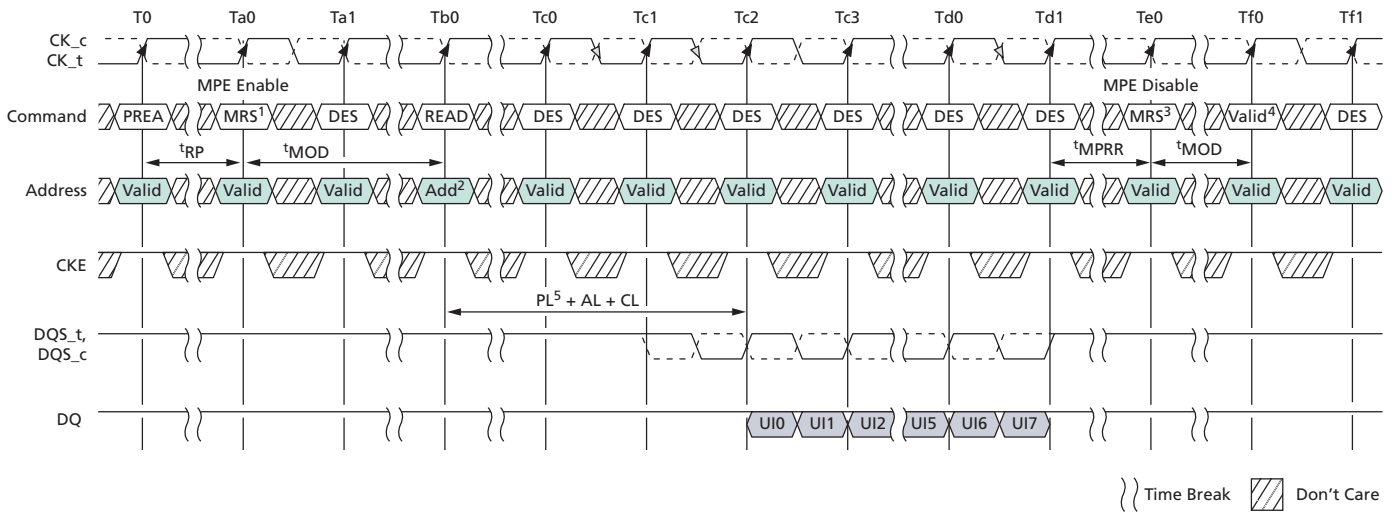 T0 Ta0 Ta1 Tb0 Tc0 Tc1 Tc2 Tc3 Td0 Td1 Te0 Tf0 Tf1
CK_c
CK_t
MPE Enable MPE Disable
Command PREA MRS1 DES READ DES DES DES DES DES DES MRS3 Valid4 DES
tRP tMOD tMPRR tMOD
Address Valid Valid Valid Add2 Valid Valid Valid Valid Valid Valid Valid Valid Valid
CKE
PL5 + AL + CL
DQS_t,
DQS_c
DQ UI0 UI1 UI2 UI5 UI6 UI7
Time Break Don't Care